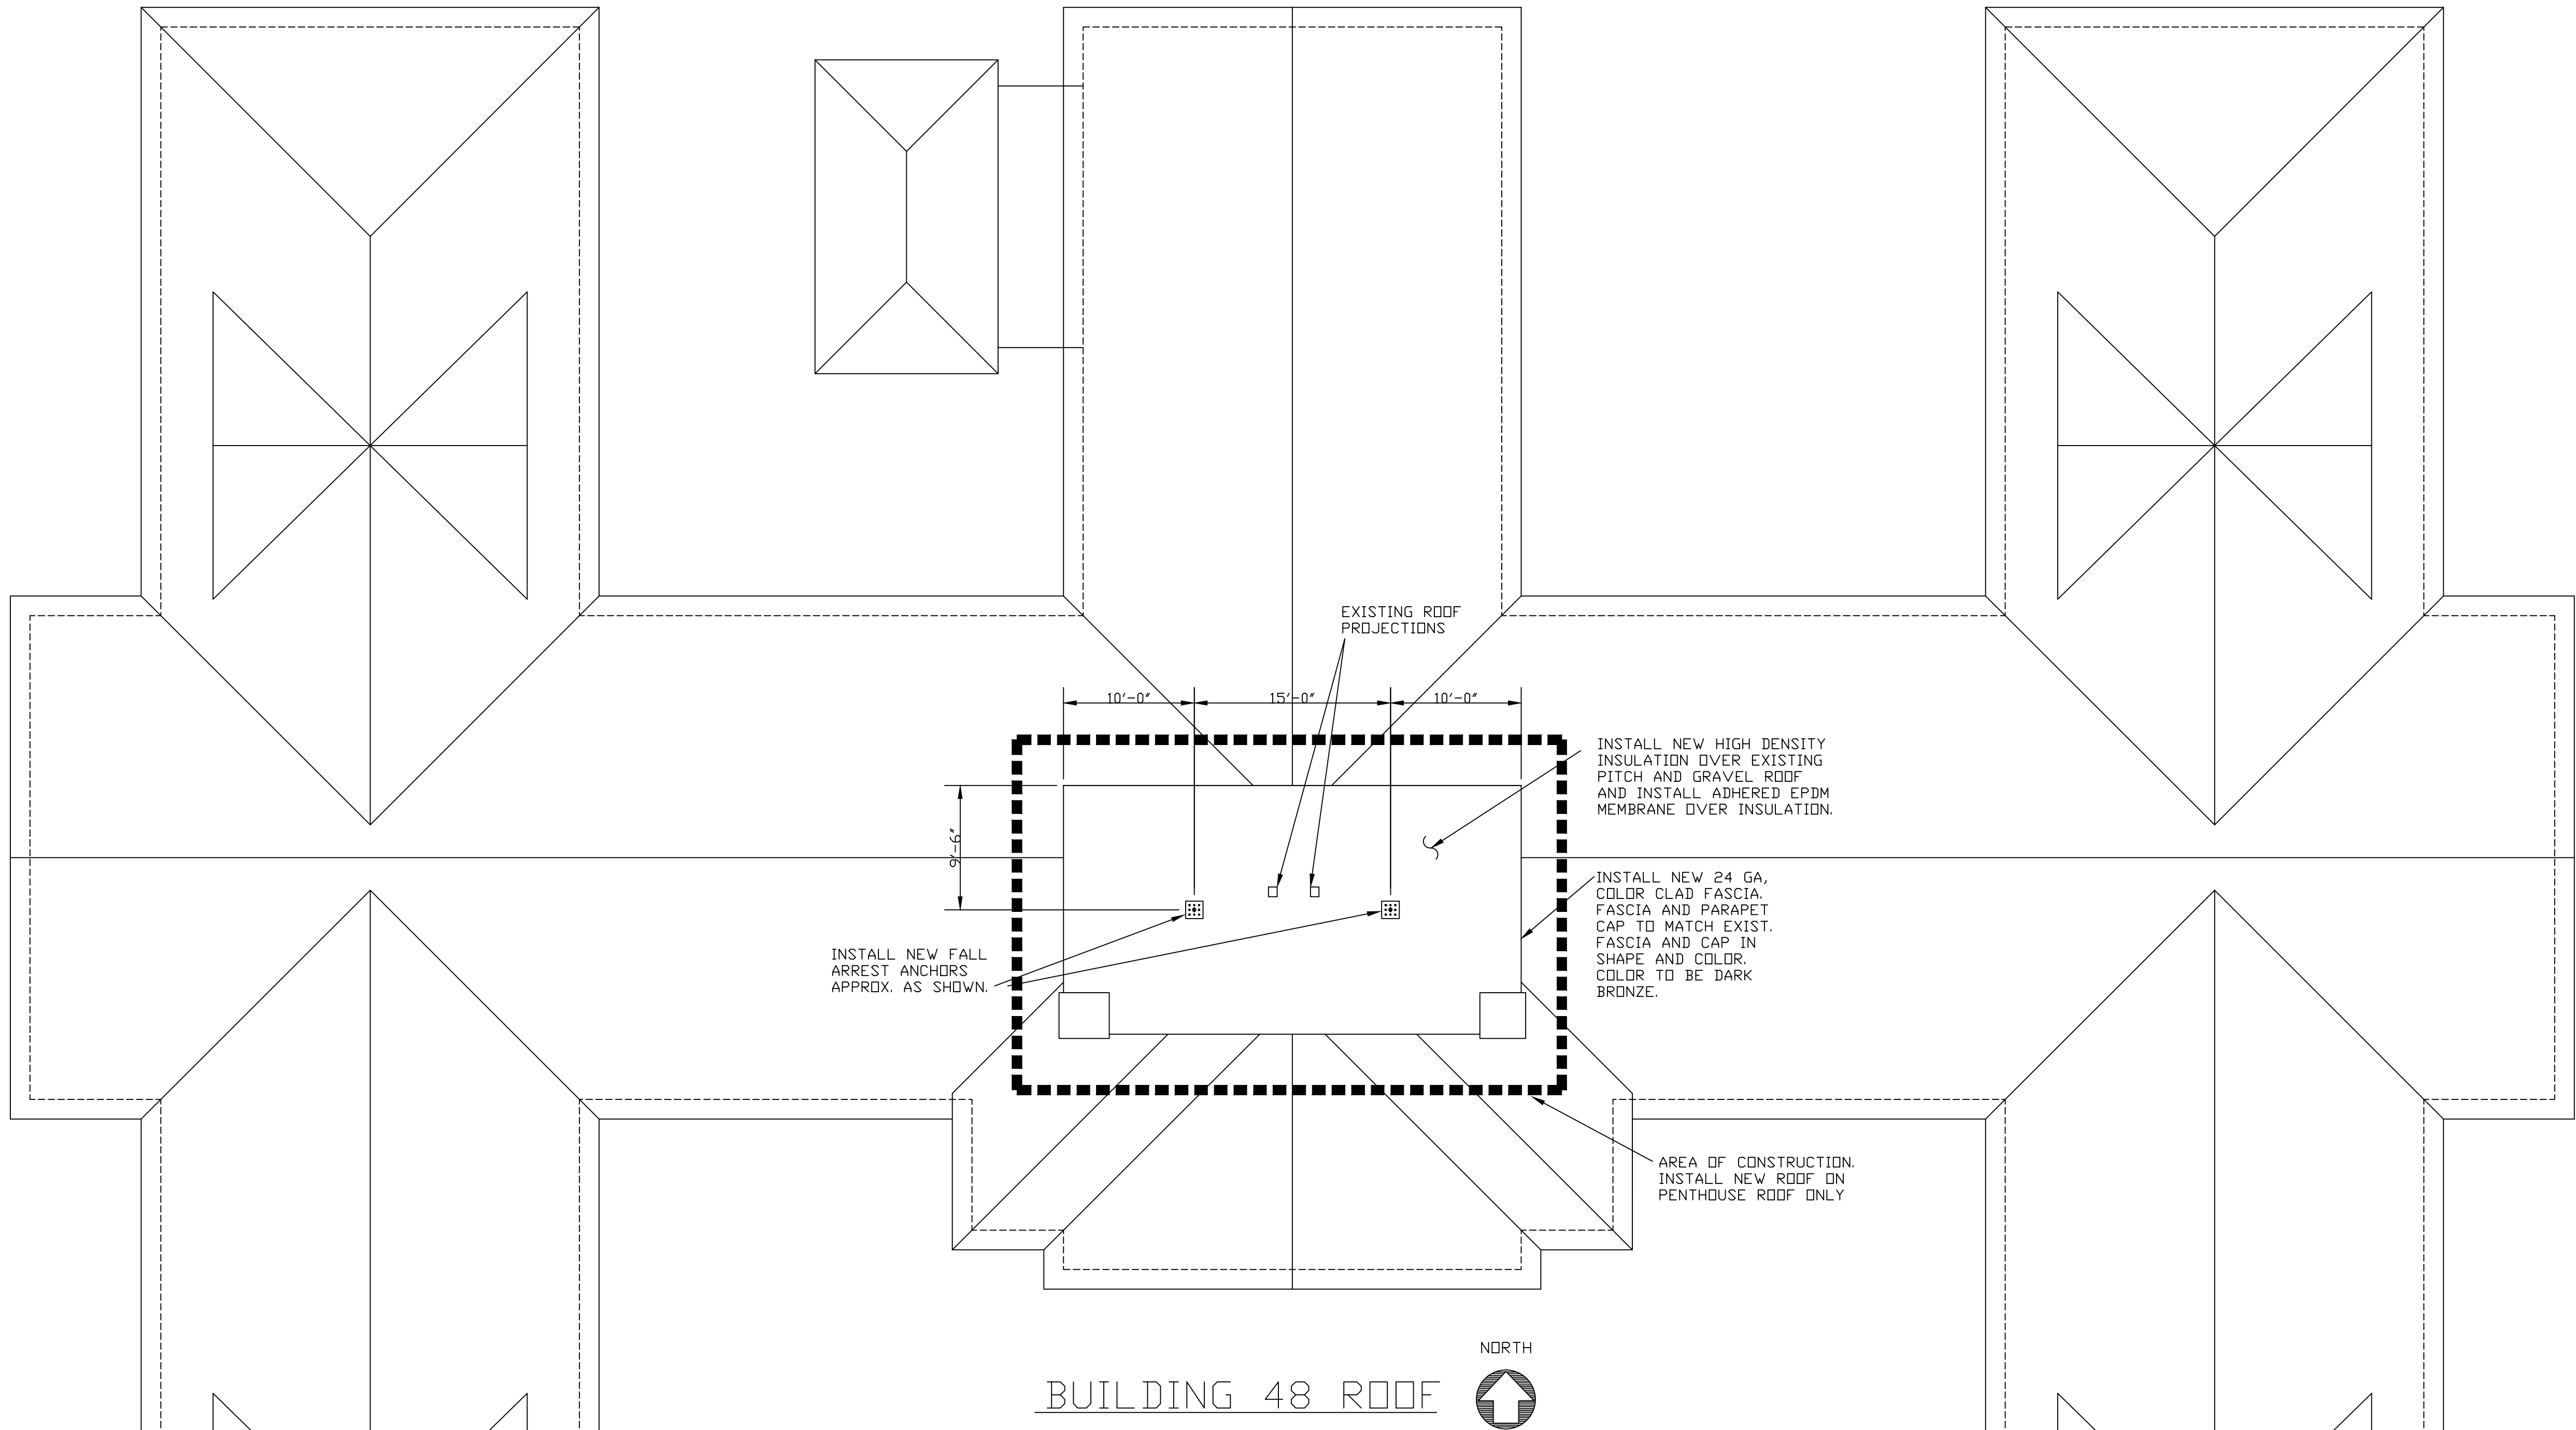 EXISTING ROOF
PROJECTIONS
10'-0"
15'-0"
10'-0"
INSTALL NEW HIGH DENSITY
INSULATION OVER EXISTING
PITCH AND GRAVEL ROOF
AND INSTALL ADHERED EPDM
MEMBRANE OVER INSULATION.
9'-6"
INSTALL NEW 24 GA,
COLOR CLAD FASCIA.
FASCIA AND PARAPET
CAP TO MATCH EXIST.
FASCIA AND CAP IN
SHAPE AND COLOR.
COLOR TO BE DARK
BRONZE.
INSTALL NEW FALL
ARREST ANCHORS
APPROX. AS SHOWN.
AREA OF CONSTRUCTION.
INSTALL NEW ROOF ON
PENTHOUSE ROOF ONLY
NORTH
BUILDING 48 ROOF